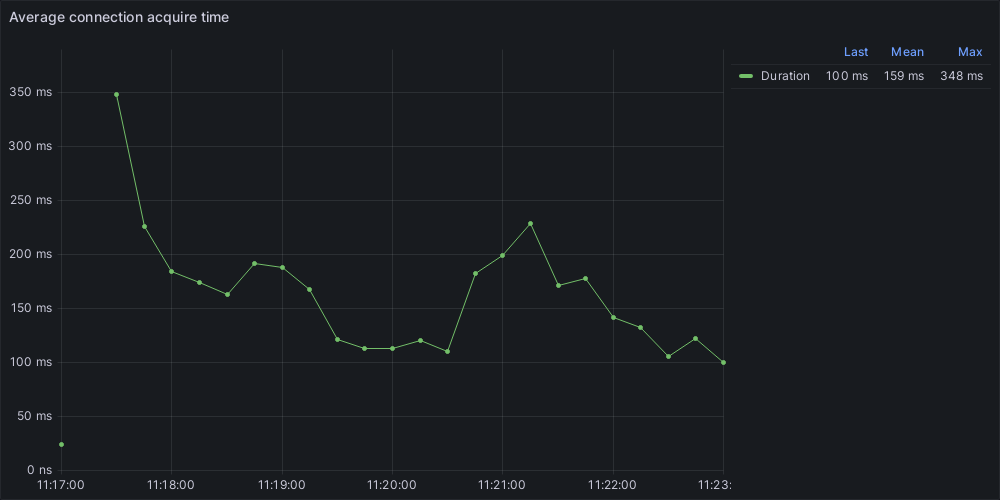 Average connection acquire time
Last Mean Max
Duration 100 ms 159 ms 348 ms
350 ms
300 ms
250 ms
200 ms
150 ms
100 ms
50 ms
0 ns
11:17:00 11:18:00 11:19:00 11:20:00 11:21:00 11:22:00 11:23: